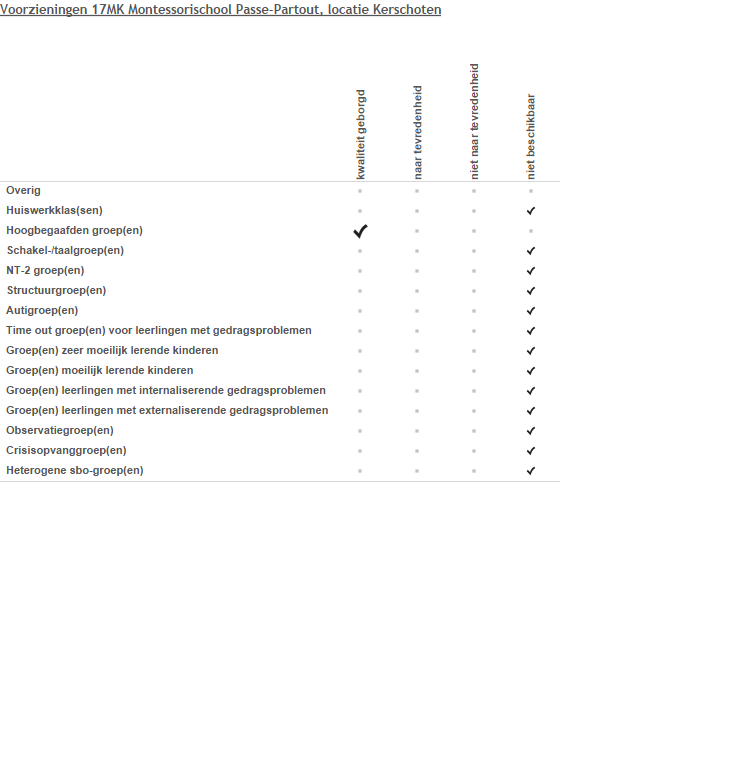 Voorzieningen 17MK Montessorischool Passe-Partout, locatie Kerschoten
kwaliteit geborgd
naar tevredenheid
niet naar tevredenheid
niet beschikbaar
Overig
Huiswerkklas(sen)
Hoogbegaafden groep(en)
Schakel-/taalgroep(en)
NT-2 groep(en)
Structuurgroep(en)
Autigroep(en)
Time out groep(en) voor leerlingen met gedragsproblemen
Groep(en) zeer moeilijk lerende kinderen
Groep(en) moeilijk lerende kinderen
Groep(en) leerlingen met internaliserende gedragsproblemen
Groep(en) leerlingen met externaliserende gedragsproblemen
Observatiegroep(en)
Crisisopvanggroep(en)
Heterogene sbo-groep(en)